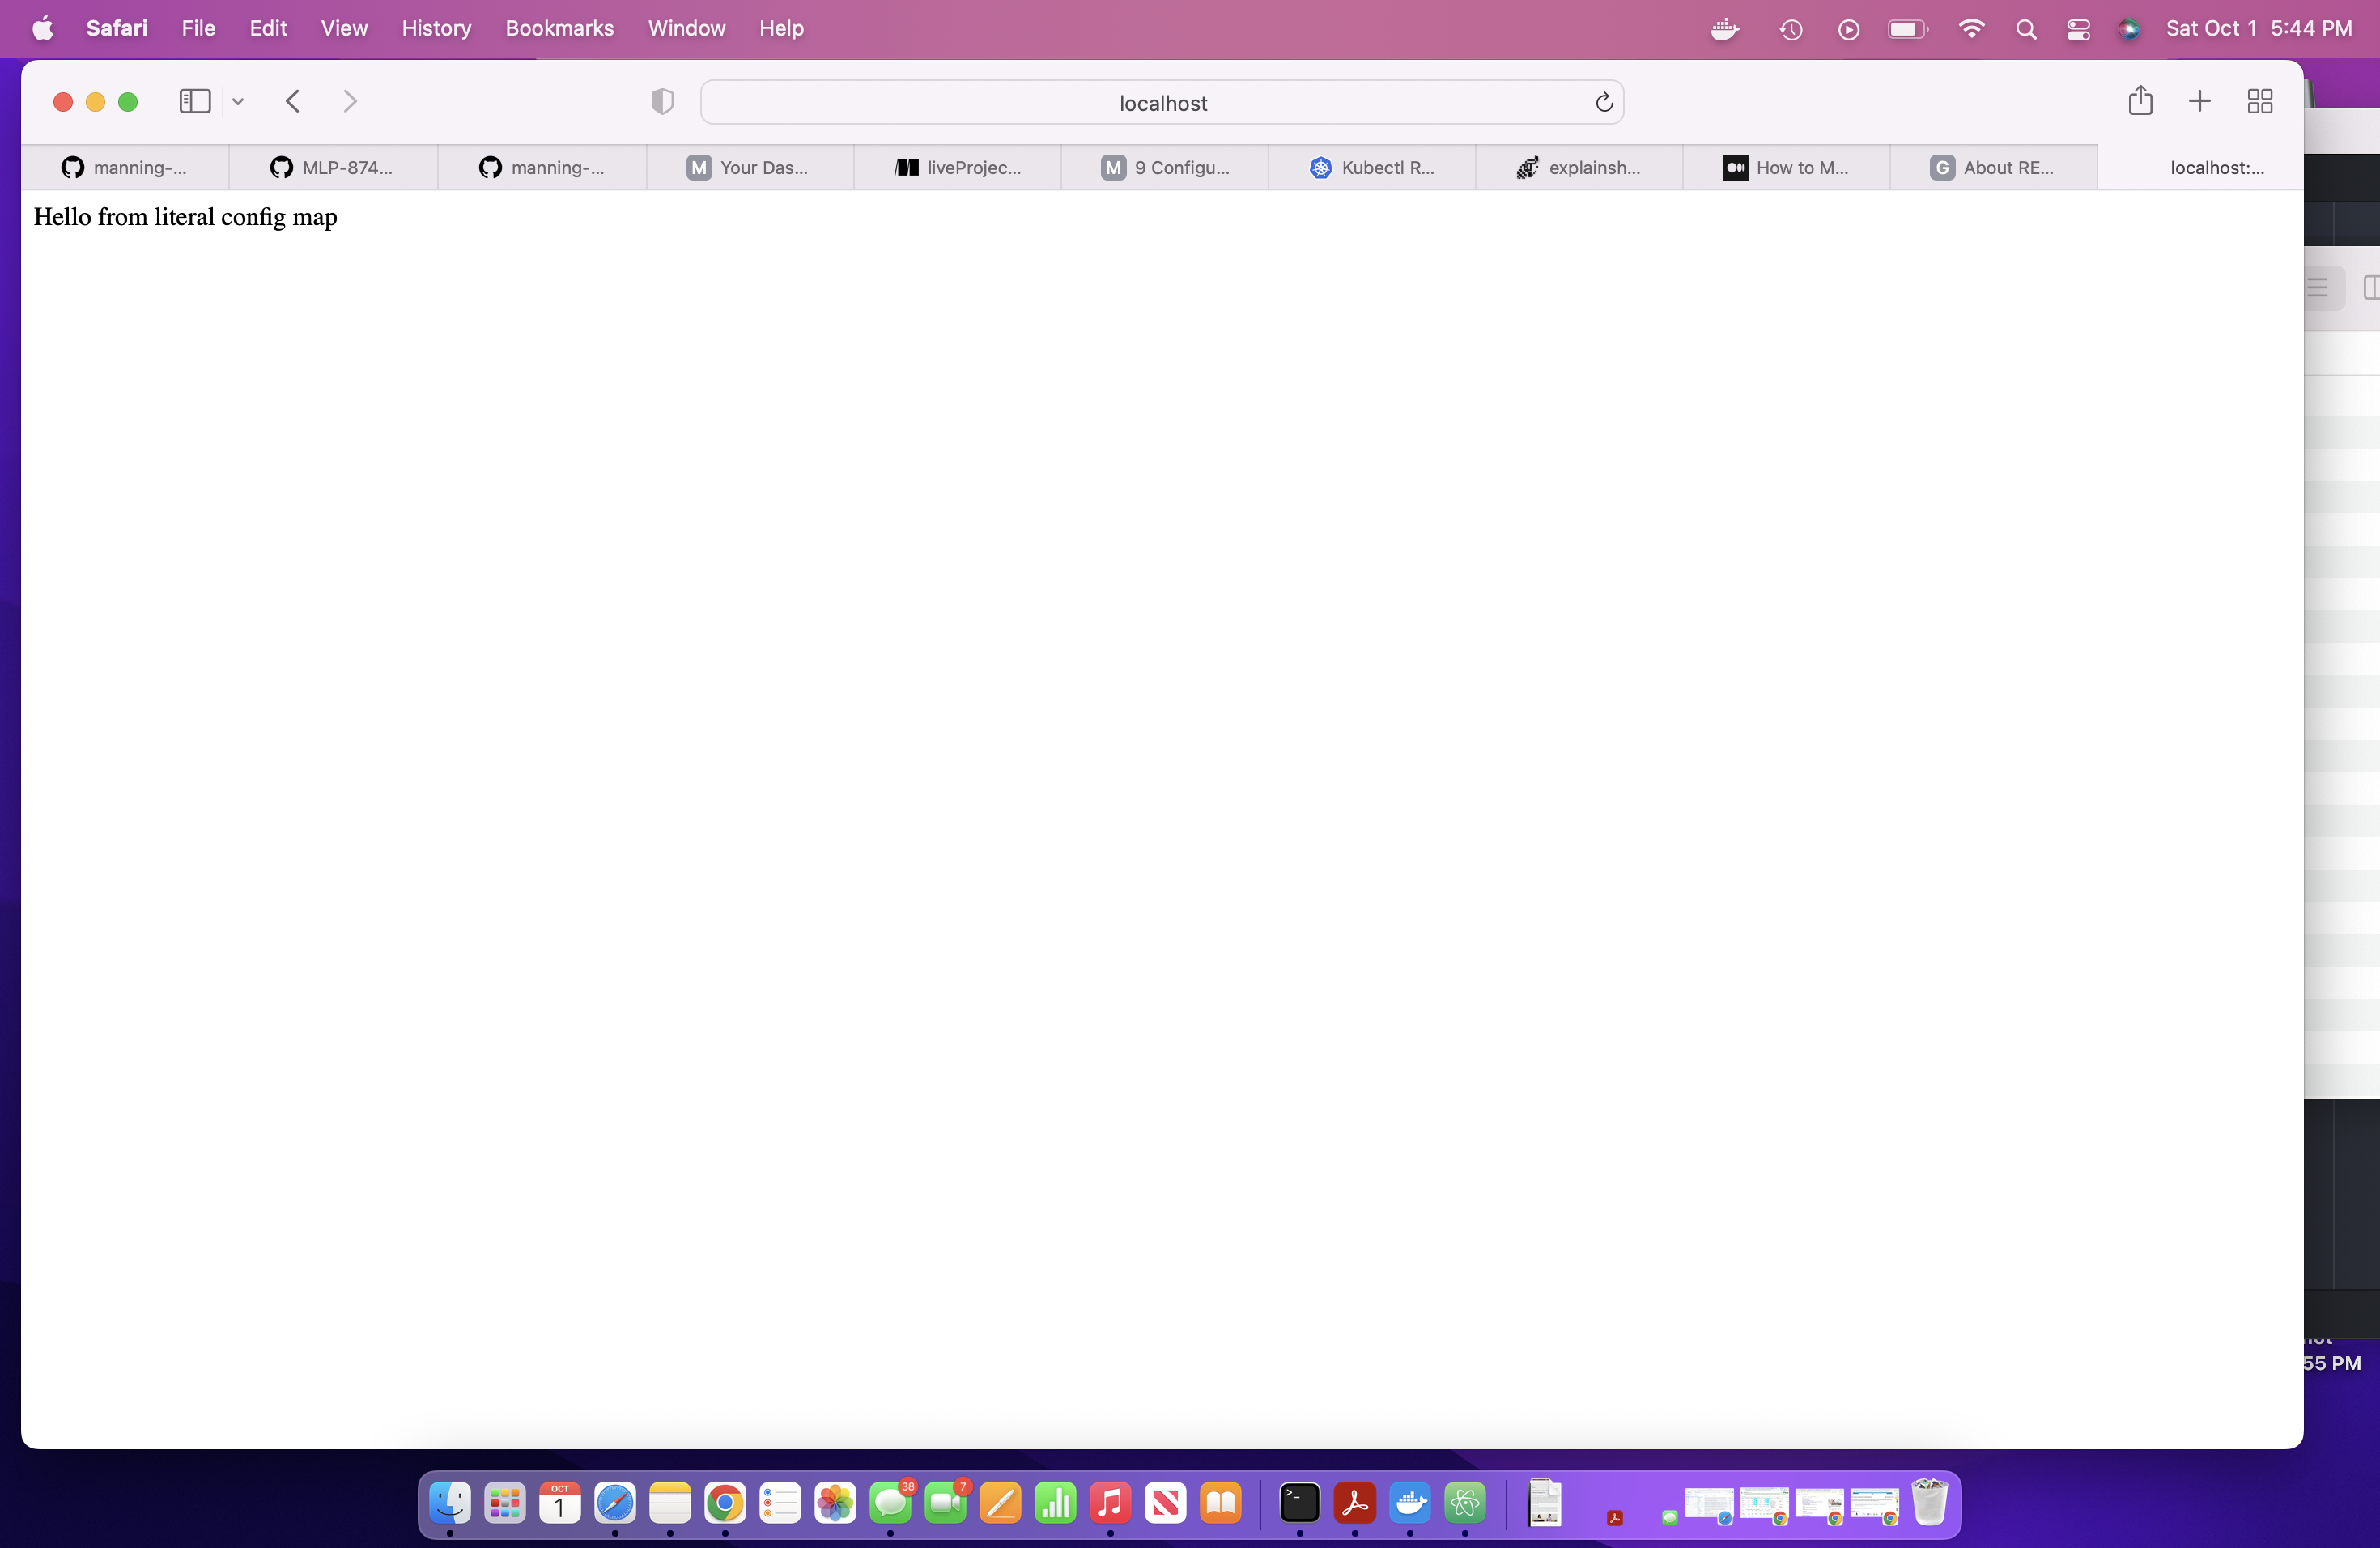 Safari File Edit View History Bookmarks Window Help Sat Oct 1 5:44 PM
localhost
manning-... MLP-874... manning-... M Your Das... liveProjec... M 9 Configu... Kubectl R... explainsh... How to M... G About RE... localhost:...
Hello from literal config map
55 PM
OCT 38 7
1 >_